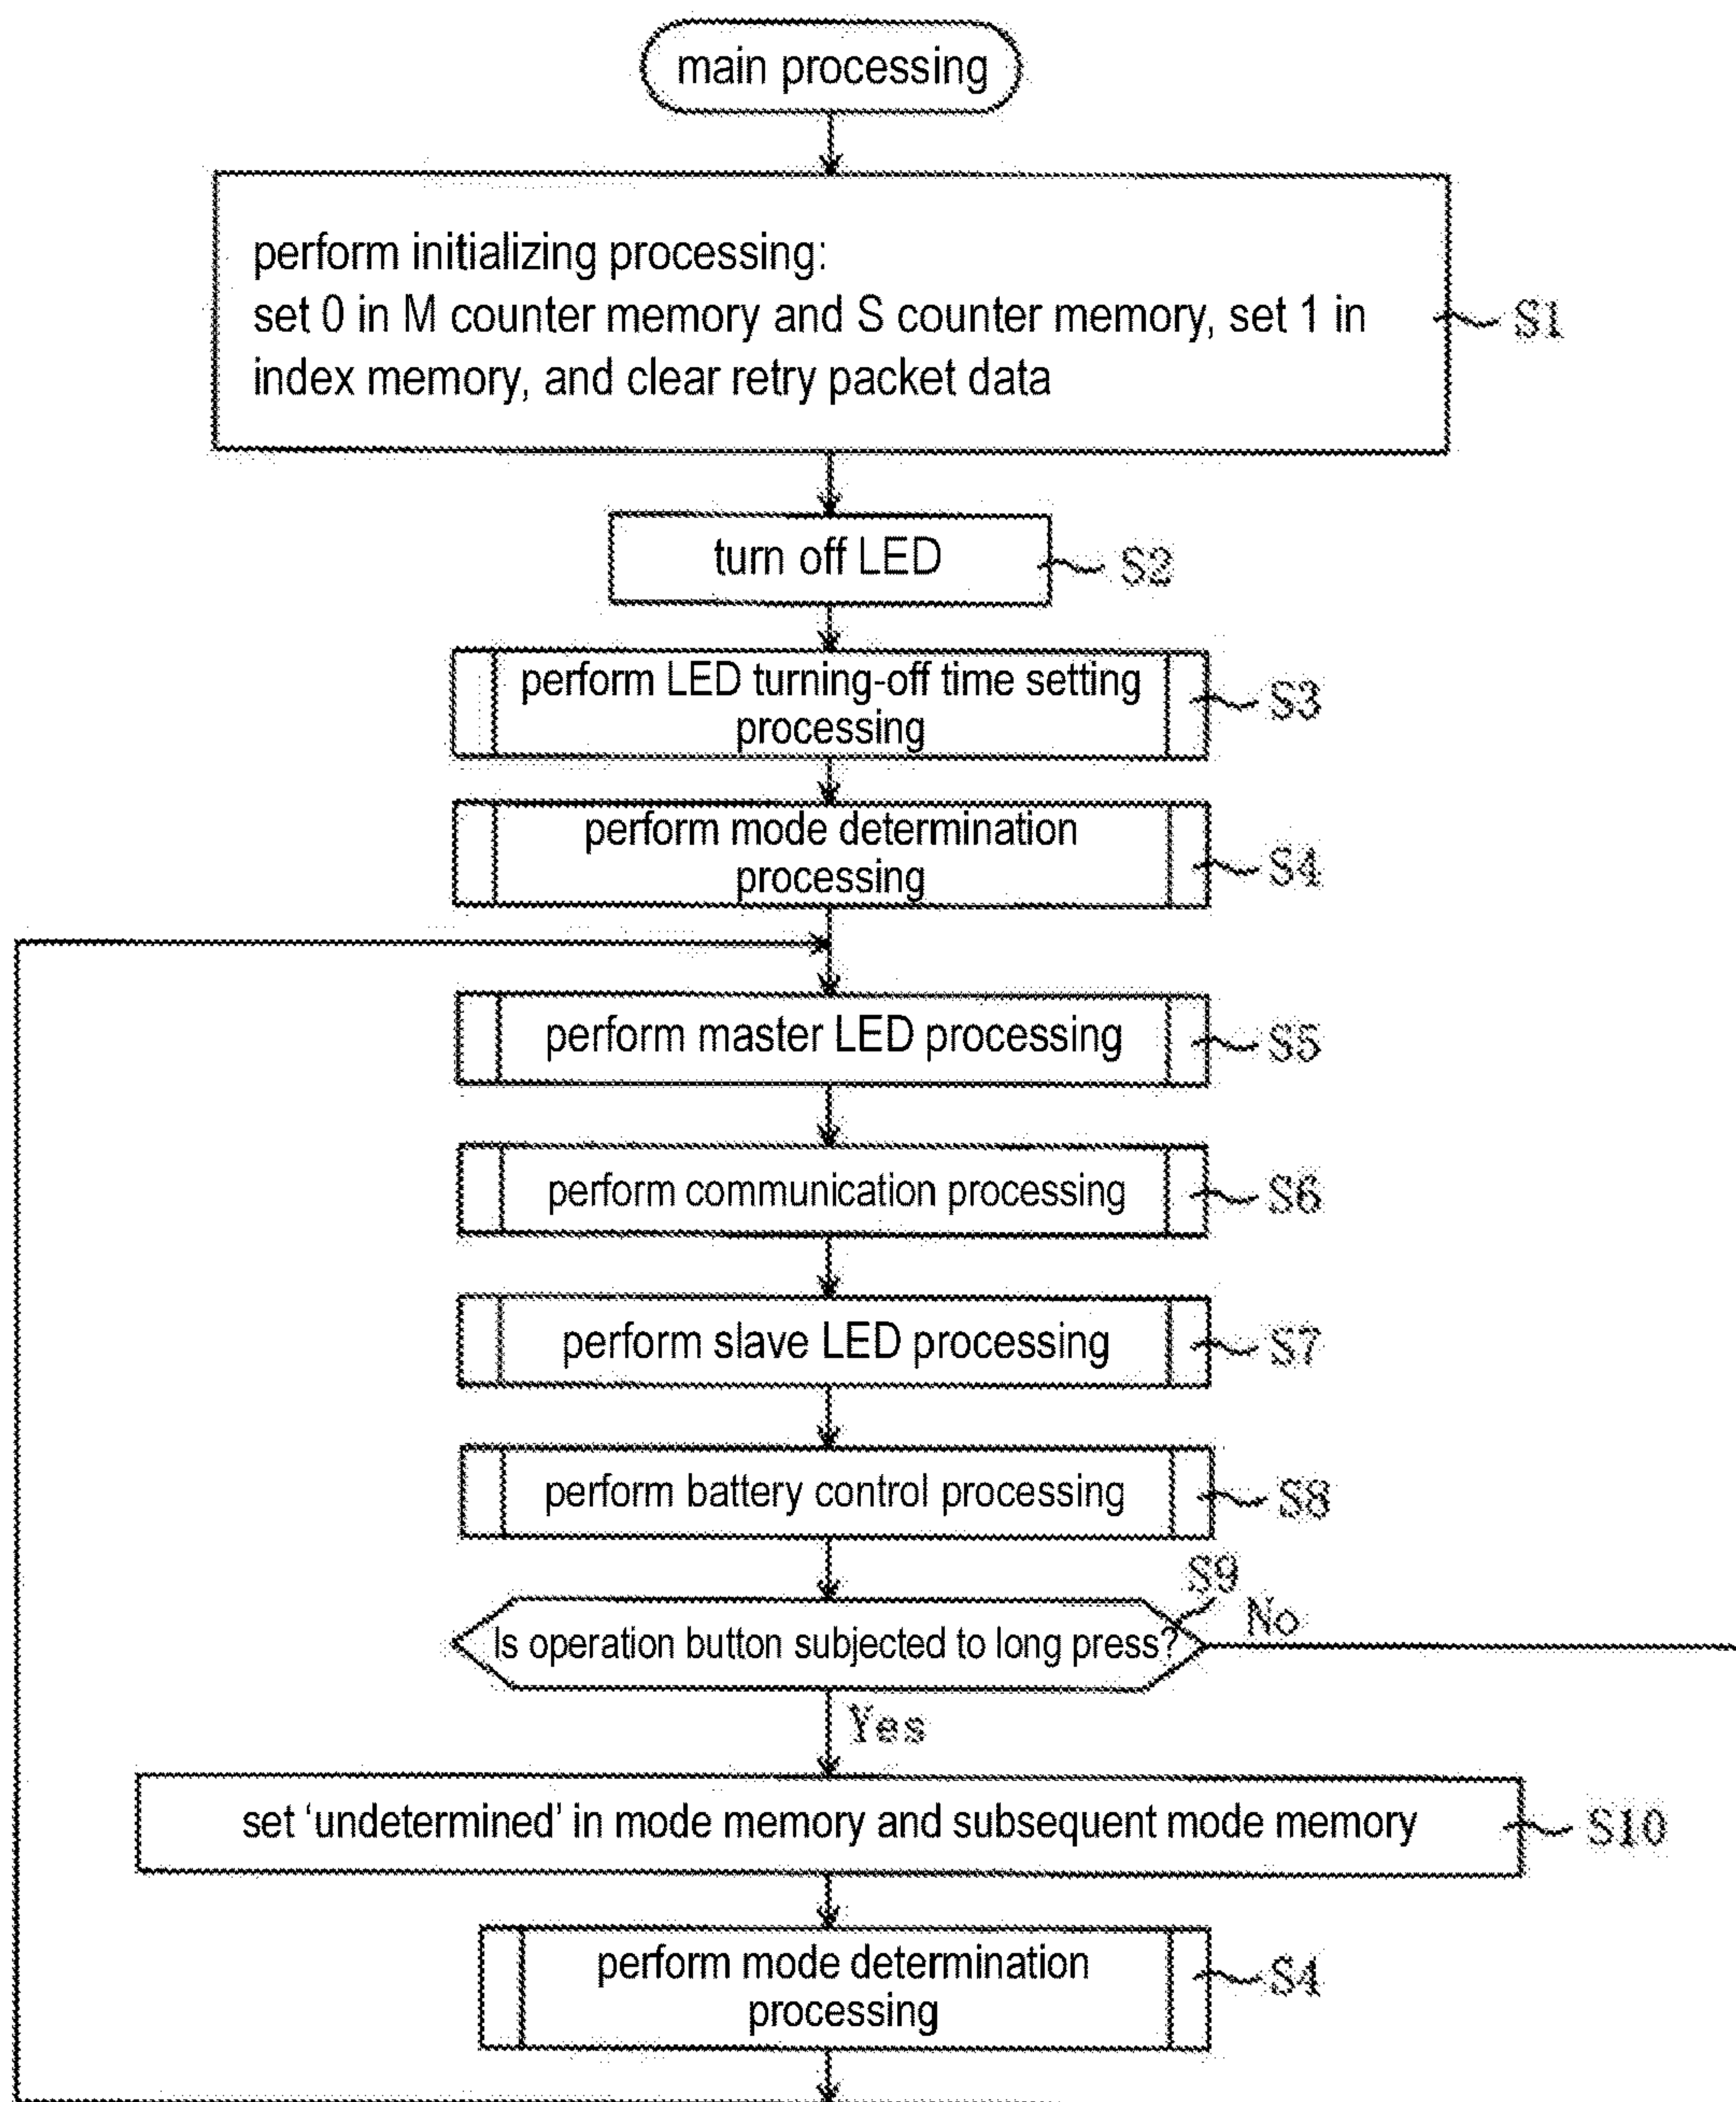 main processing
perform initializing processing:
set 0 in M counter memory and S counter memory, set 1 in
index memory, and clear retry packet data
S1
turn off LED
S2
perform LED turning-off time setting
processing
S3
perform mode determination
processing
S4
perform master LED processing
S5
perform communication processing
S6
perform slave LED processing
S7
perform battery control processing
S8
S9
Is operation button subjected to long press?
No
Yes
set ‘undetermined’ in mode memory and subsequent mode memory
S10
perform mode determination
processing
S4